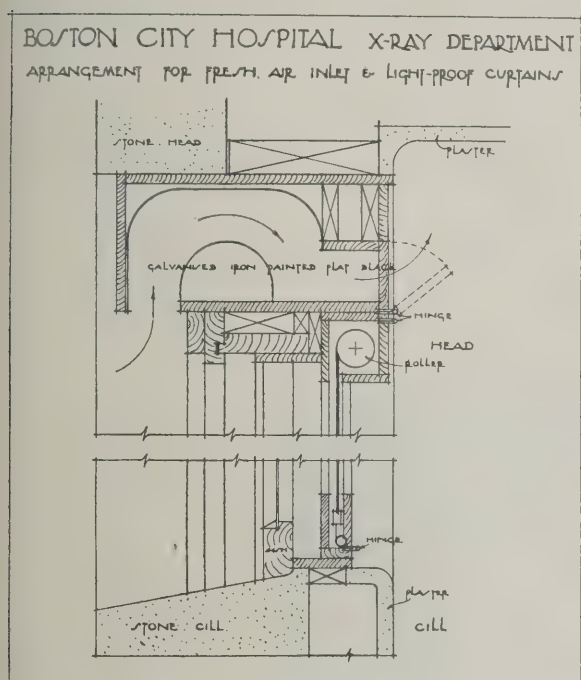 BOSTON CITY HOSPITAL X-RAY DEPARTMENT
ARRANGEMENT FOR FRESH AIR INLET & LIGHT-PROOF CURTAINS
STONE HEAD
PLASTER
GALVANISED IRON PAINTED FLAT BLACK
HINGE
HEAD
ROLLER
SASH
HINGE
PLASTER
STONE CILL
CILL